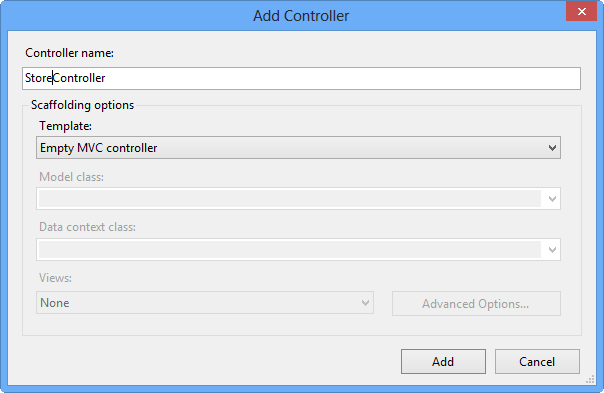 Add Controller
Controller name:
StoreController
Scaffolding options
Template:
Empty MVC controller
Model class:
Data context class:
Views:
None
Advanced Options...
Add
Cancel